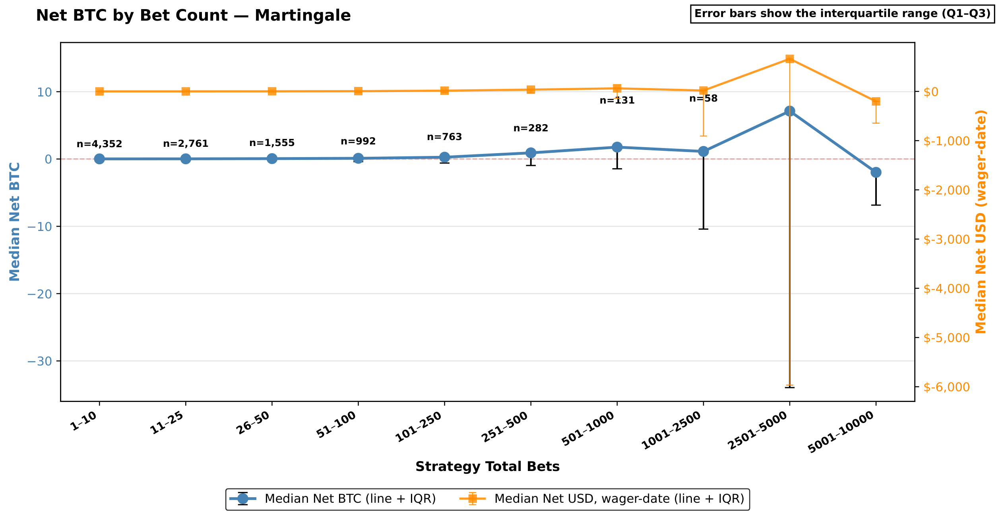 Net BTC by Bet Count — Martingale
Error bars show the interquartile range (Q1–Q3)
Median Net BTC
10
0
−10
−20
−30
n=4,352
n=2,761
n=1,555
n=992
n=763
n=282
n=131
n=58
$0
$-1,000
$-2,000
$-3,000
$-4,000
$-5,000
$-6,000
Median Net USD (wager-date)
1–10
11–25
26–50
51–100
101–250
251–500
501–1000
1001–2500
2501–5000
5001–10000
Strategy Total Bets
Median Net BTC (line + IQR)
Median Net USD, wager-date (line + IQR)